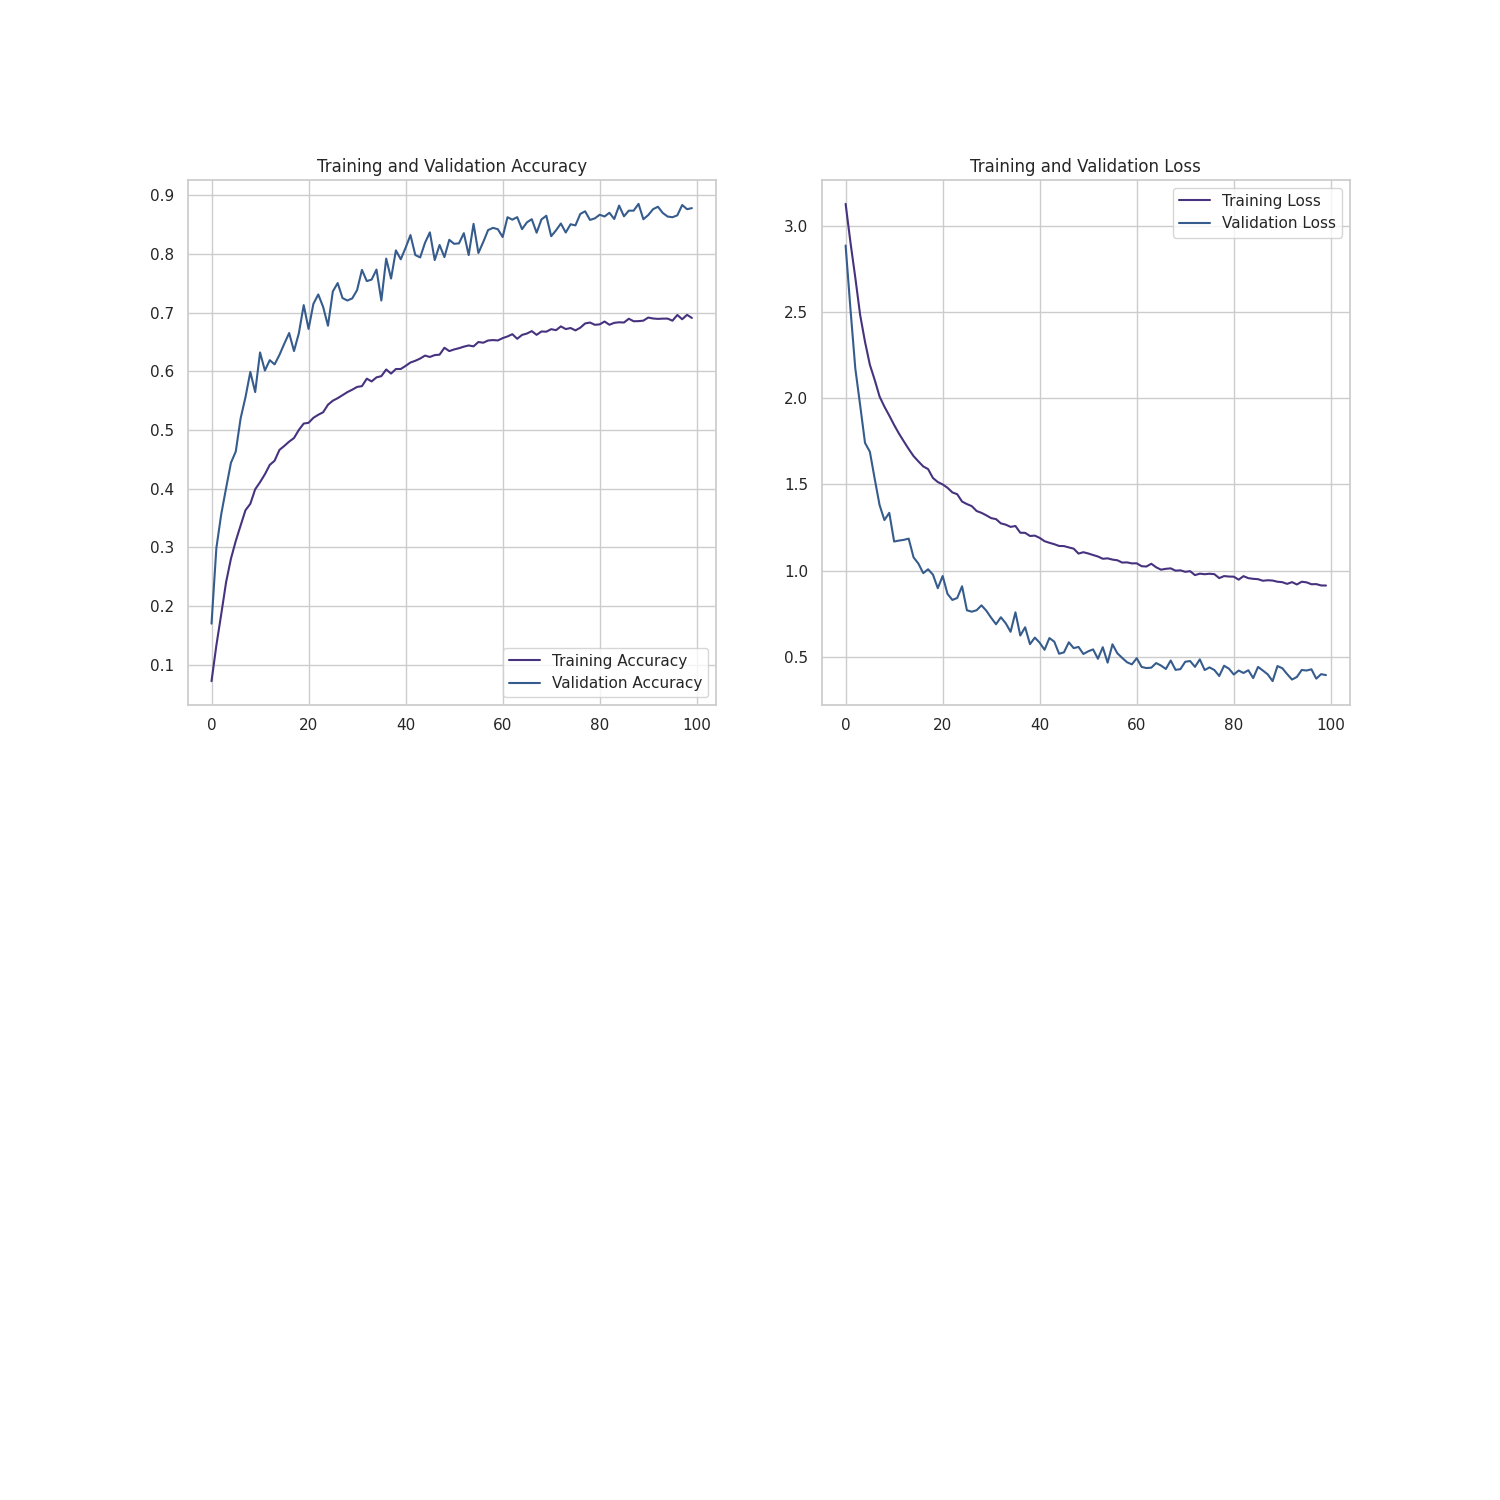 Training and Validation Accuracy
0.9
0.8
0.7
0.6
0.5
0.4
0.3
0.2
0.1
Training Accuracy
Validation Accuracy
0 20 40 60 80 100
Training and Validation Loss
Training Loss
Validation Loss
3.0
2.5
2.0
1.5
1.0
0.5
0 20 40 60 80 100